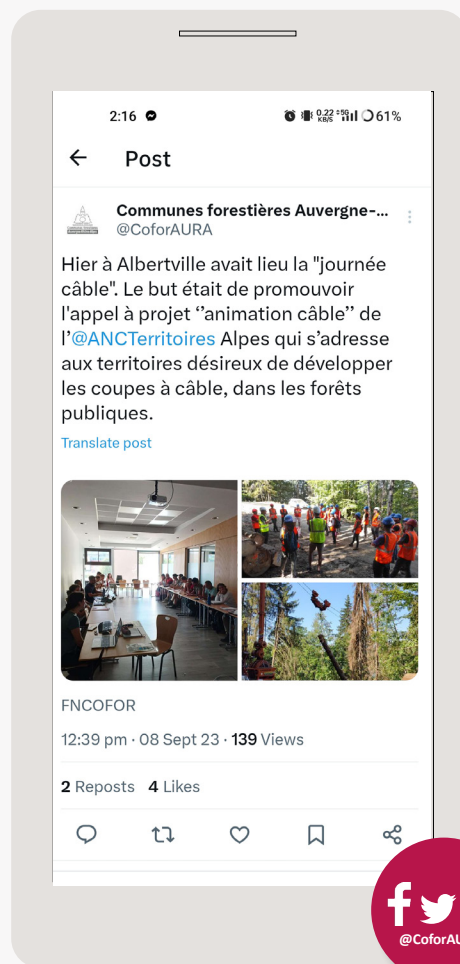 2:16
0.22 KB/S 5G 61%
Post
Communes forestières Auvergne-...
@CoforAURA
Hier à Albertville avait lieu la "journée
câble". Le but était de promouvoir
l'appel à projet ‘’animation câble’’ de
l’@ANCTerritoires Alpes qui s’adresse
aux territoires désireux de développer
les coupes à câble, dans les forêts
publiques.
Translate post
FNCOFOR
12:39 pm · 08 Sept 23 · 139 Views
2 Reposts 4 Likes
@CoforAU